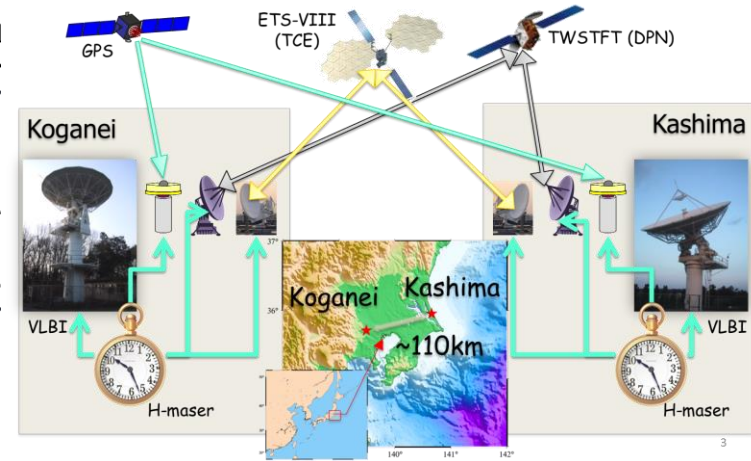 GPS
ETS-VIII
(TCE)
TWSTFT (DPN)
Koganei
Kashima
VLBI
H-maser
37°
36°
Koganei
Kashima
~110km
140°
141°
142°
VLBI
H-maser
3